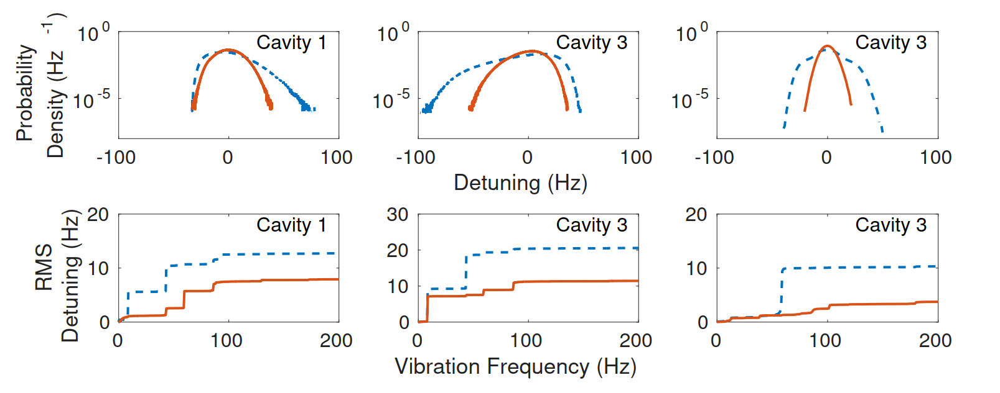 Probability
Density (Hz⁻¹)
10⁰
10⁻⁵
Cavity 1
-100 0 100
10⁰
10⁻⁵
Cavity 3
-100 0 100
10⁰
10⁻⁵
Cavity 3
-100 0 100
Detuning (Hz)
RMS
Detuning (Hz)
20
10
0
Cavity 1
0 100 200
30
20
10
0
Cavity 3
0 100 200
20
10
0
Cavity 3
0 100 200
Vibration Frequency (Hz)